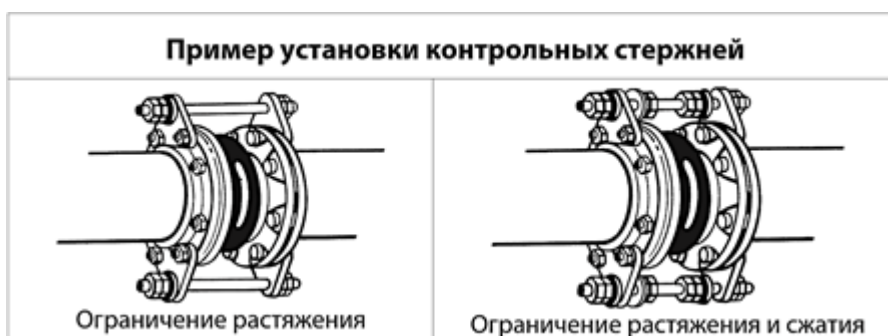 Пример установки контрольных стержней
Ограничение растяжения
Ограничение растяжения и сжатия